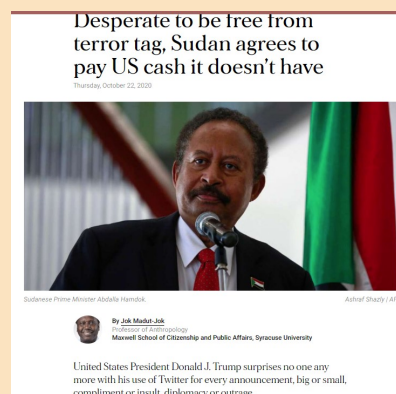 Desperate to be free from
terror tag, Sudan agrees to
pay US cash it doesn't have
Thursday, October 22, 2020
Sudanese Prime Minister Abdalla Hamdok.
Ashraf Shazly / AF
By Jok Madut-Jok
Professor of Anthropology
Maxwell School of Citizenship and Public Affairs, Syracuse University
United States President Donald J. Trump surprises no one any
more with his use of Twitter for every announcement, big or small,
compliment or insult, diplomacy or outrage.